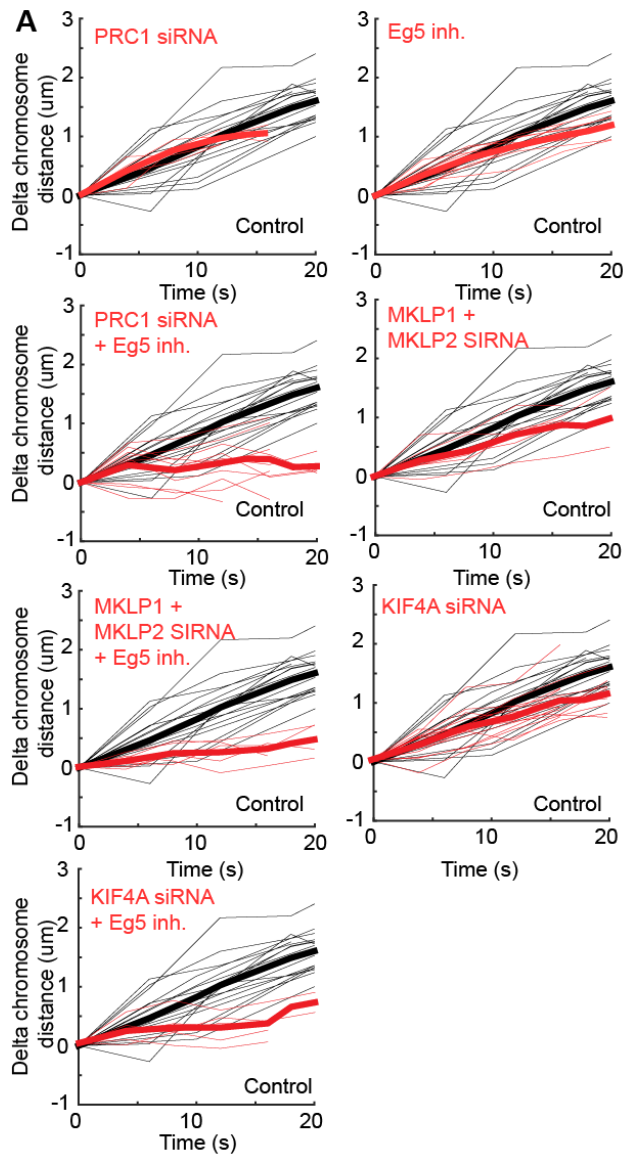 A
PRC1 siRNA
Delta chromosome
distance (um)
3
2
1
0
-1
Control
0
10
20
Time (s)
Eg5 inh.
3
2
1
0
-1
Control
0
10
20
Time (s)
PRC1 siRNA
+ Eg5 inh.
Delta chromosome
distance (um)
3
2
1
0
-1
Control
0
10
20
Time (s)
MKLP1 +
MKLP2 SIRNA
3
2
1
0
-1
Control
0
10
20
Time (s)
MKLP1 +
MKLP2 SIRNA
+ Eg5 inh.
Delta chromosome
distance (um)
3
2
1
0
-1
Control
0
10
20
Time (s)
KIF4A siRNA
3
2
1
0
-1
Control
0
10
20
Time (s)
KIF4A siRNA
+ Eg5 inh.
Delta chromosome
distance (um)
3
2
1
0
-1
Control
0
10
20
Time (s)